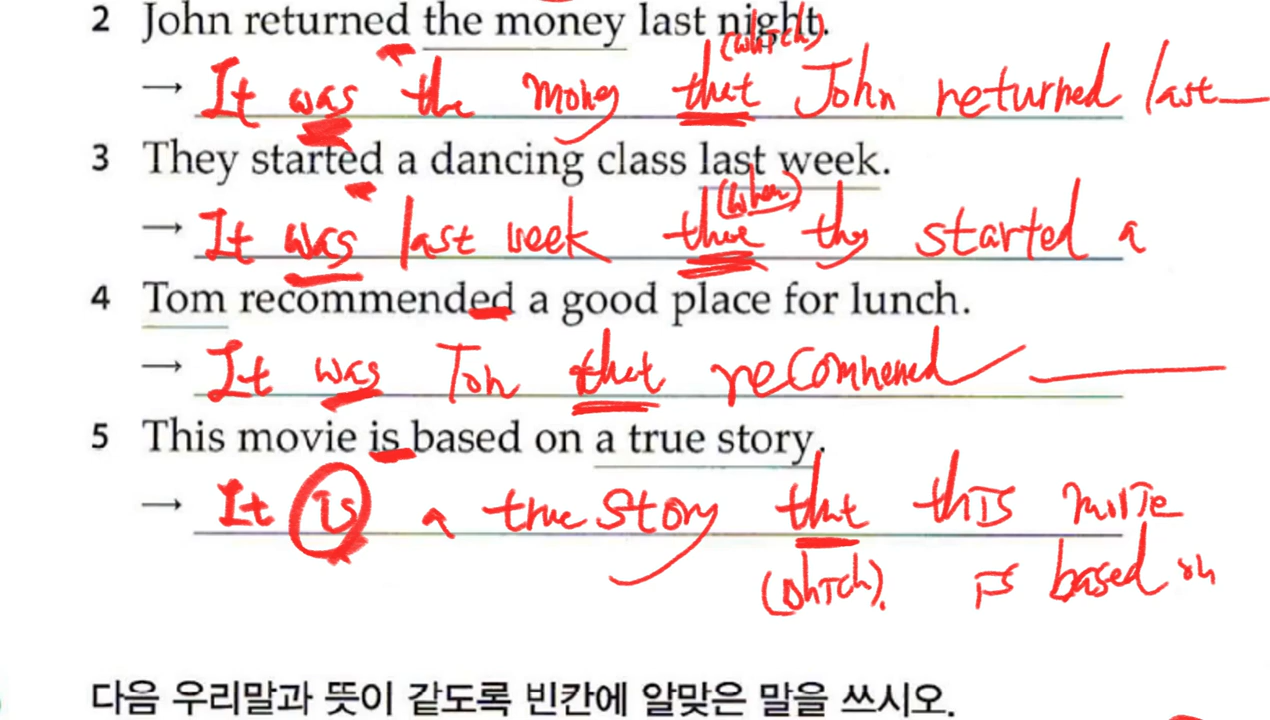 2 John returned the money last night.
(which)
→ It was the money that John returned last
3 They started a dancing class last week.
(when)
→ It was last week that they started a
4 Tom recommended a good place for lunch.
→ It was Tom that recommened
5 This movie is based on a true story.
→ It is a true story that this movie
(which). is based on
다음 우리말과 뜻이 같도록 빈칸에 알맞은 말을 쓰시오.